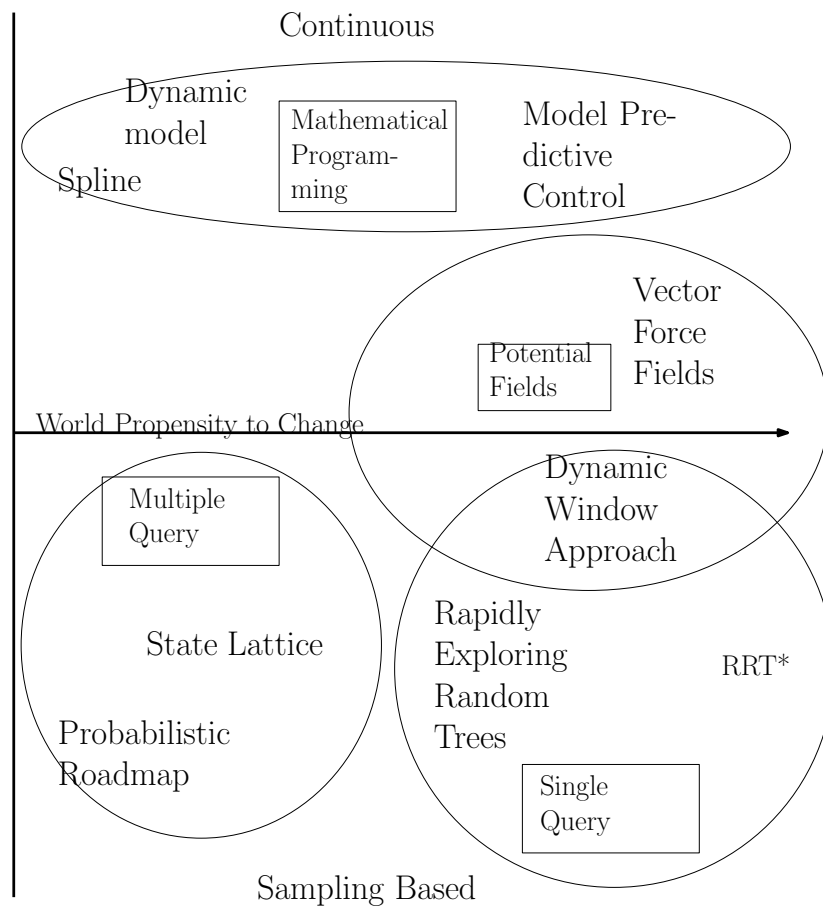 Continuous
Dynamic
model
Spline
Mathematical
Program-
ming
Model Pre-
dictive
Control
Vector
Force
Fields
Potential
Fields
World Propensity to Change
Multiple
Query
State Lattice
Probabilistic
Roadmap
Dynamic
Window
Approach
Rapidly
Exploring
Random
Trees
RRT*
Single
Query
Sampling Based